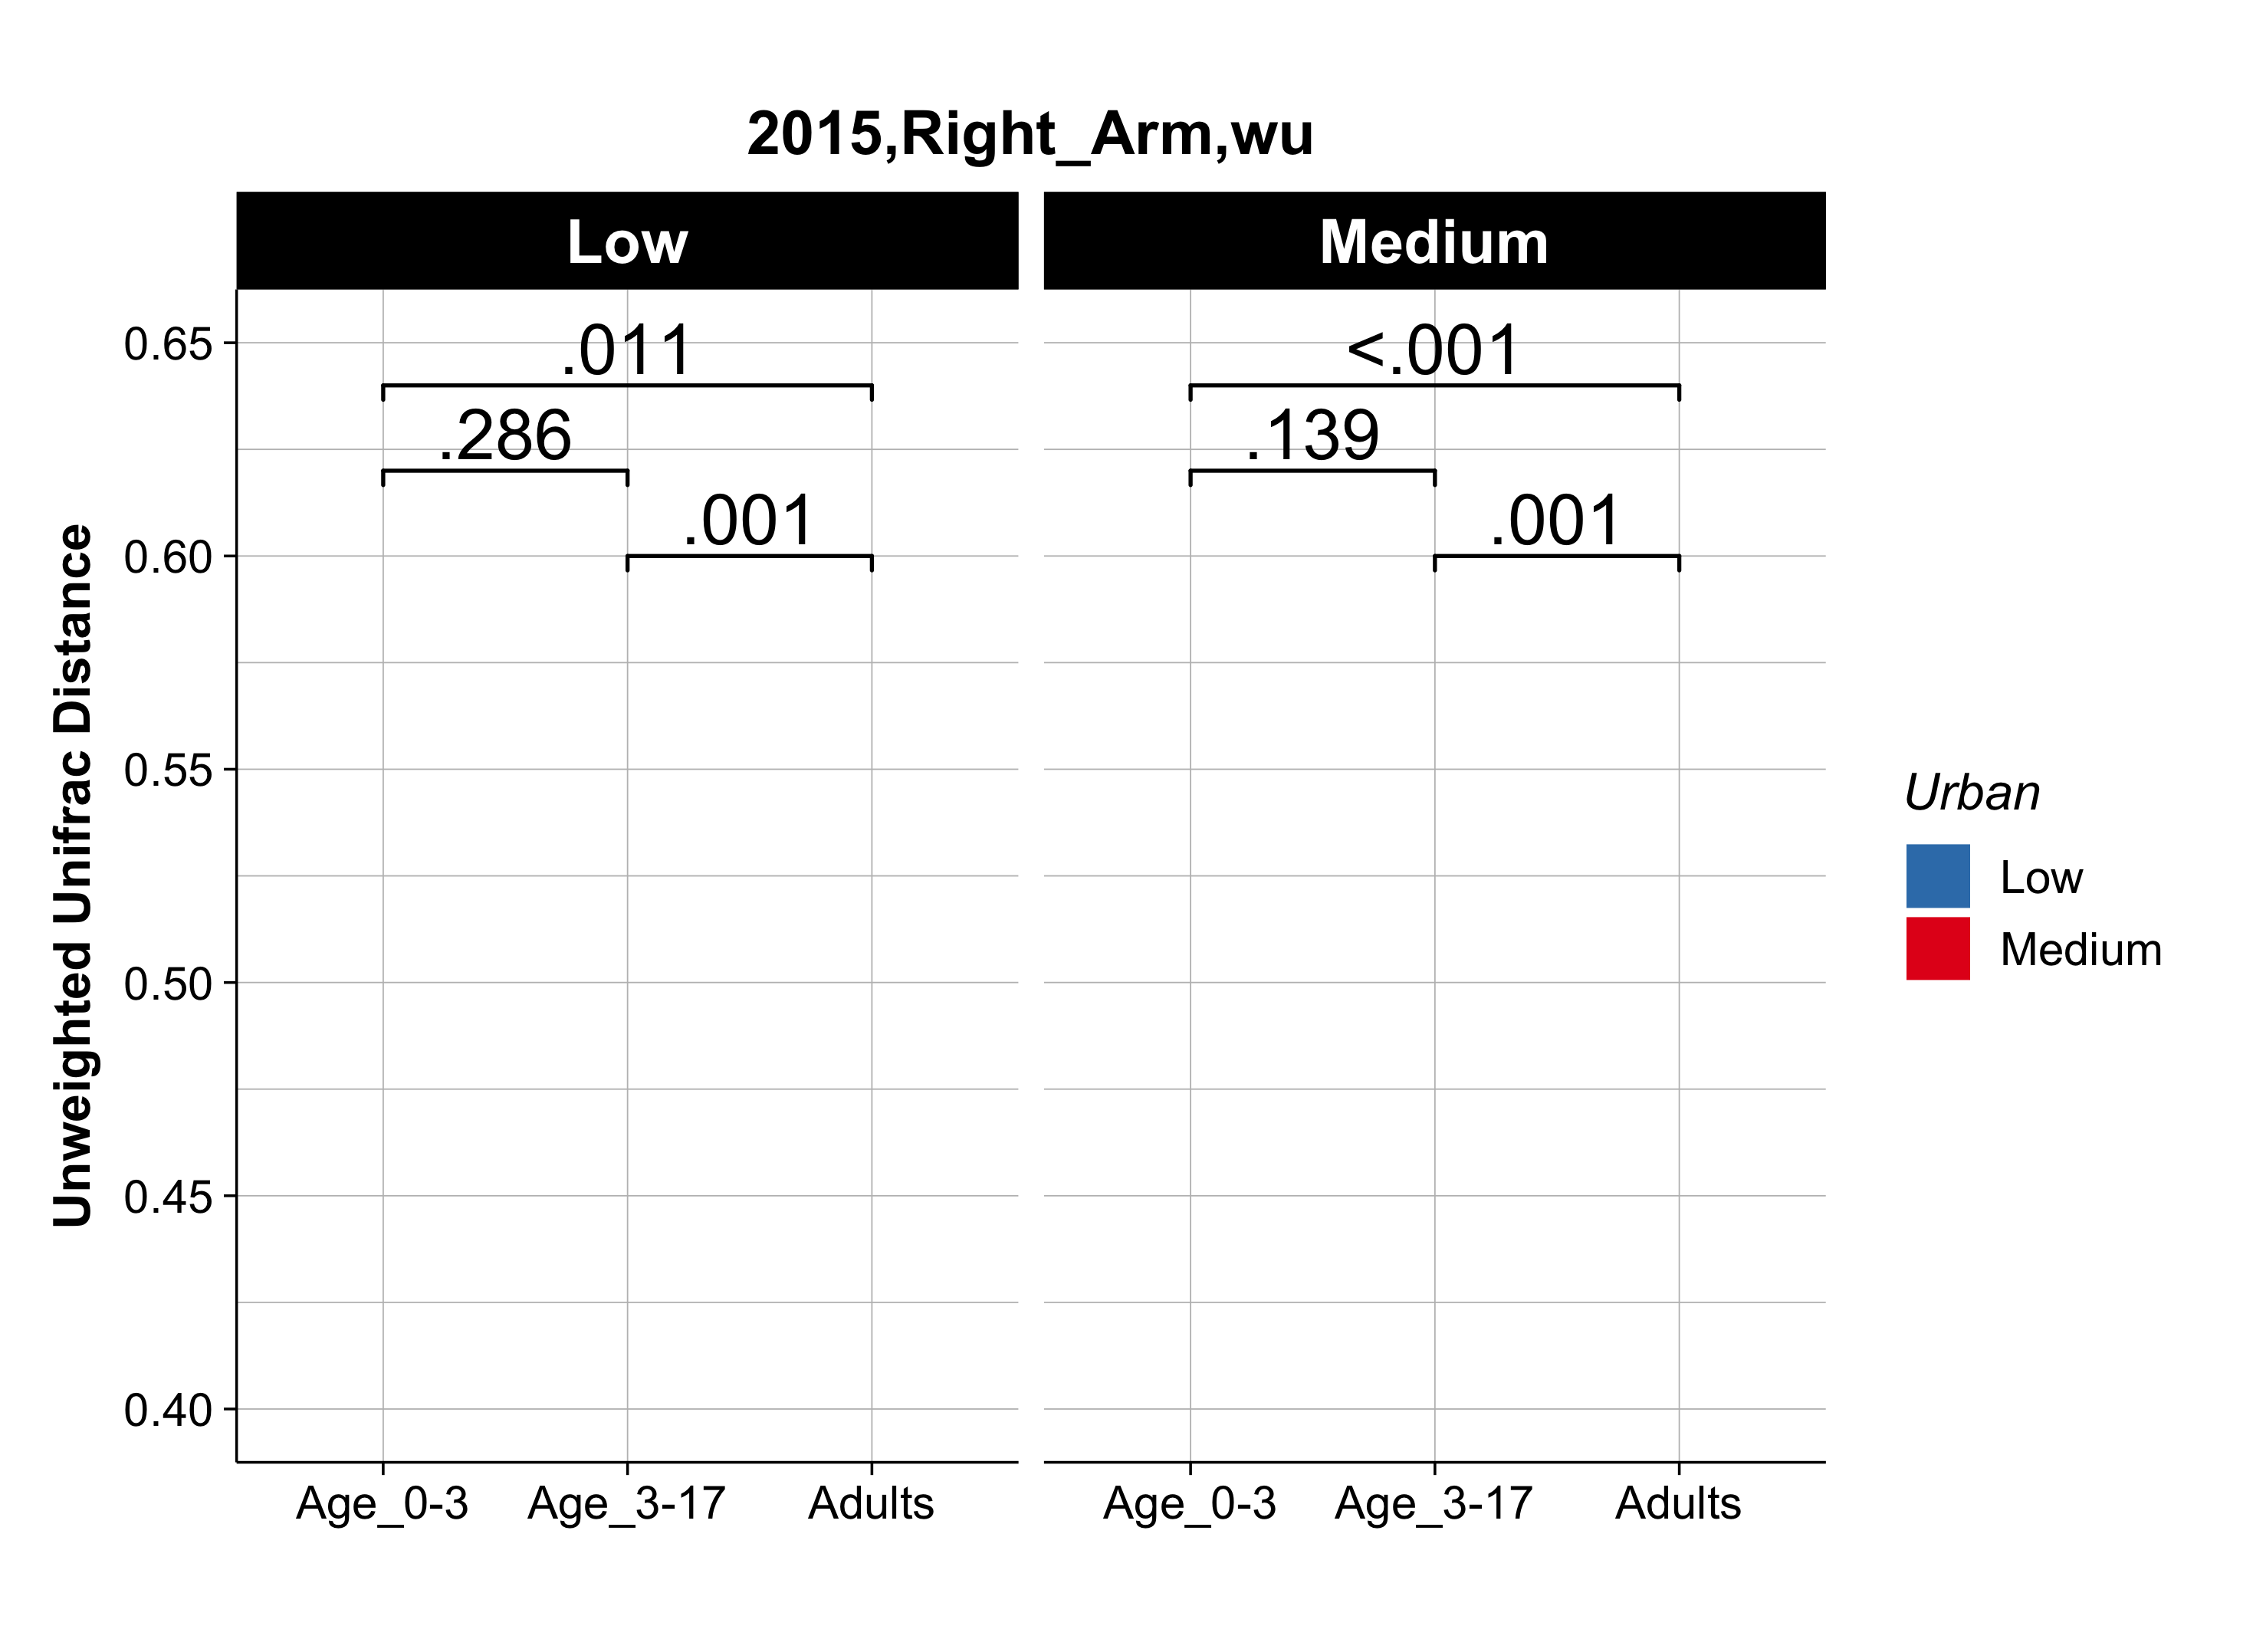 2015,Right_Arm,wu
Low
Medium
Unweighted Unifrac Distance
0.65
0.60
0.55
0.50
0.45
0.40
.011
.286
.001
<.001
.139
.001
Age_0-3
Age_3-17
Adults
Age_0-3
Age_3-17
Adults
Urban
Low
Medium